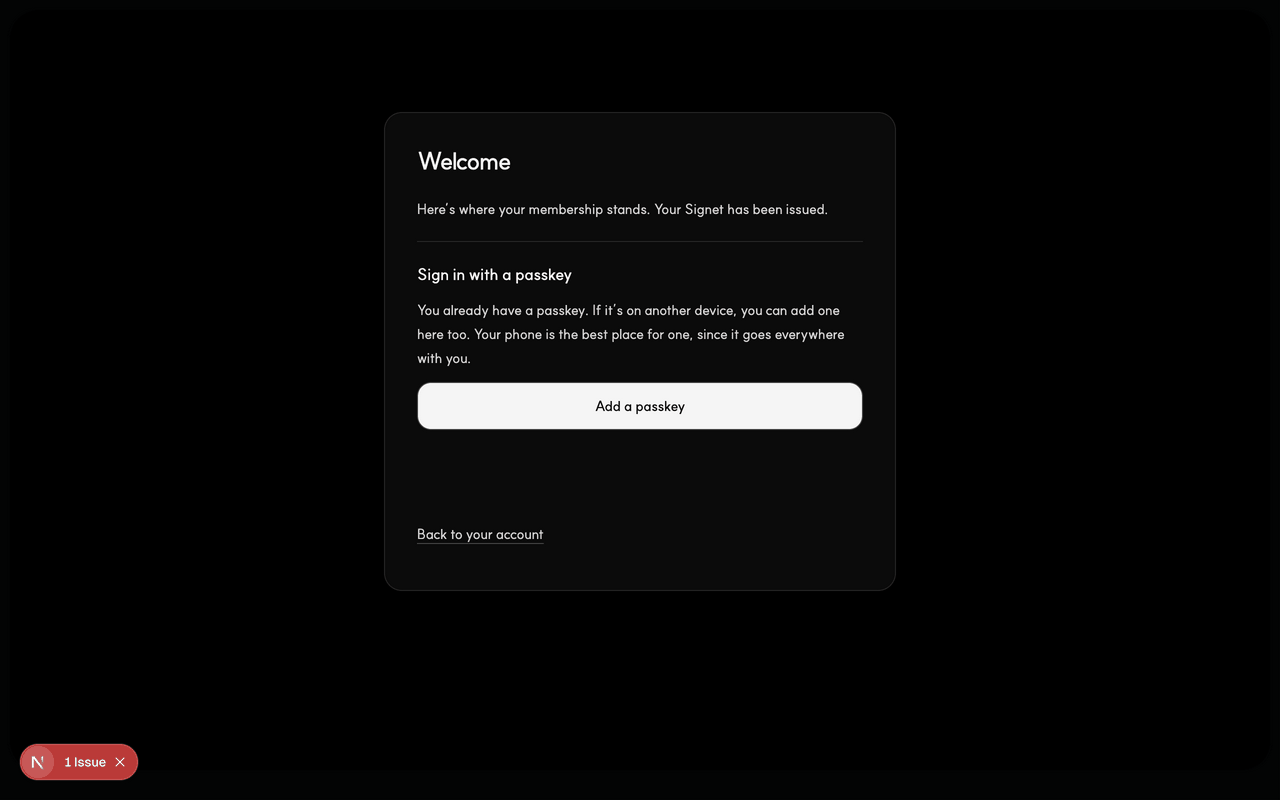 Welcome
Here's where your membership stands. Your Signet has been issued.
Sign in with a passkey
You already have a passkey. If it's on another device, you can add one
here too. Your phone is the best place for one, since it goes everywhere
with you.
Add a passkey
Back to your account
N 1 Issue